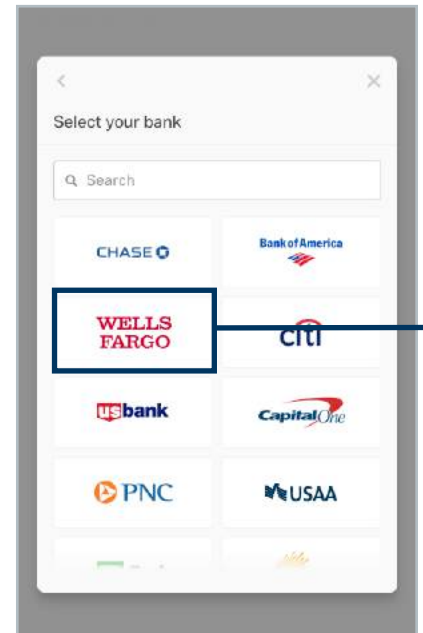 Select your bank
Search
CHASE
Bank of America
WELLS
FARGO
citi
usbank
Capital One
PNC
USAA